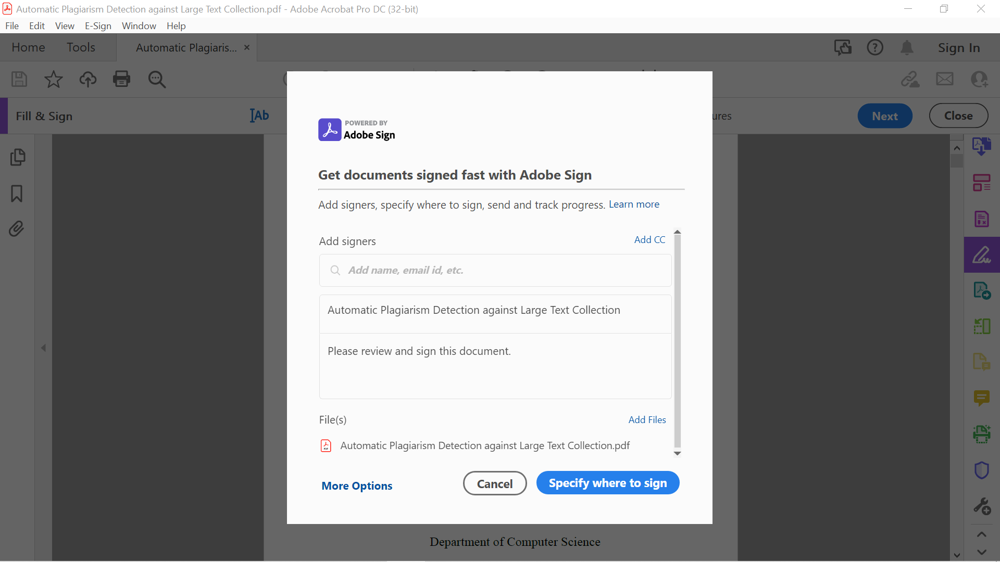 Automatic Plagiarism Detection against Large Text Collection.pdf - Adobe Acrobat Pro DC (32-bit)
File Edit View E-Sign Window Help
Home Tools Automatic Plagiaris... Sign In
Fill & Sign Ab ures Next Close
POWERED BY
Adobe Sign
Get documents signed fast with Adobe Sign
Add signers, specify where to sign, send and track progress. Learn more
Add signers Add CC
Add name, email id, etc.
Automatic Plagiarism Detection against Large Text Collection
Please review and sign this document.
File(s) Add Files
Automatic Plagiarism Detection against Large Text Collection.pdf
More Options Cancel Specify where to sign
Department of Computer Science